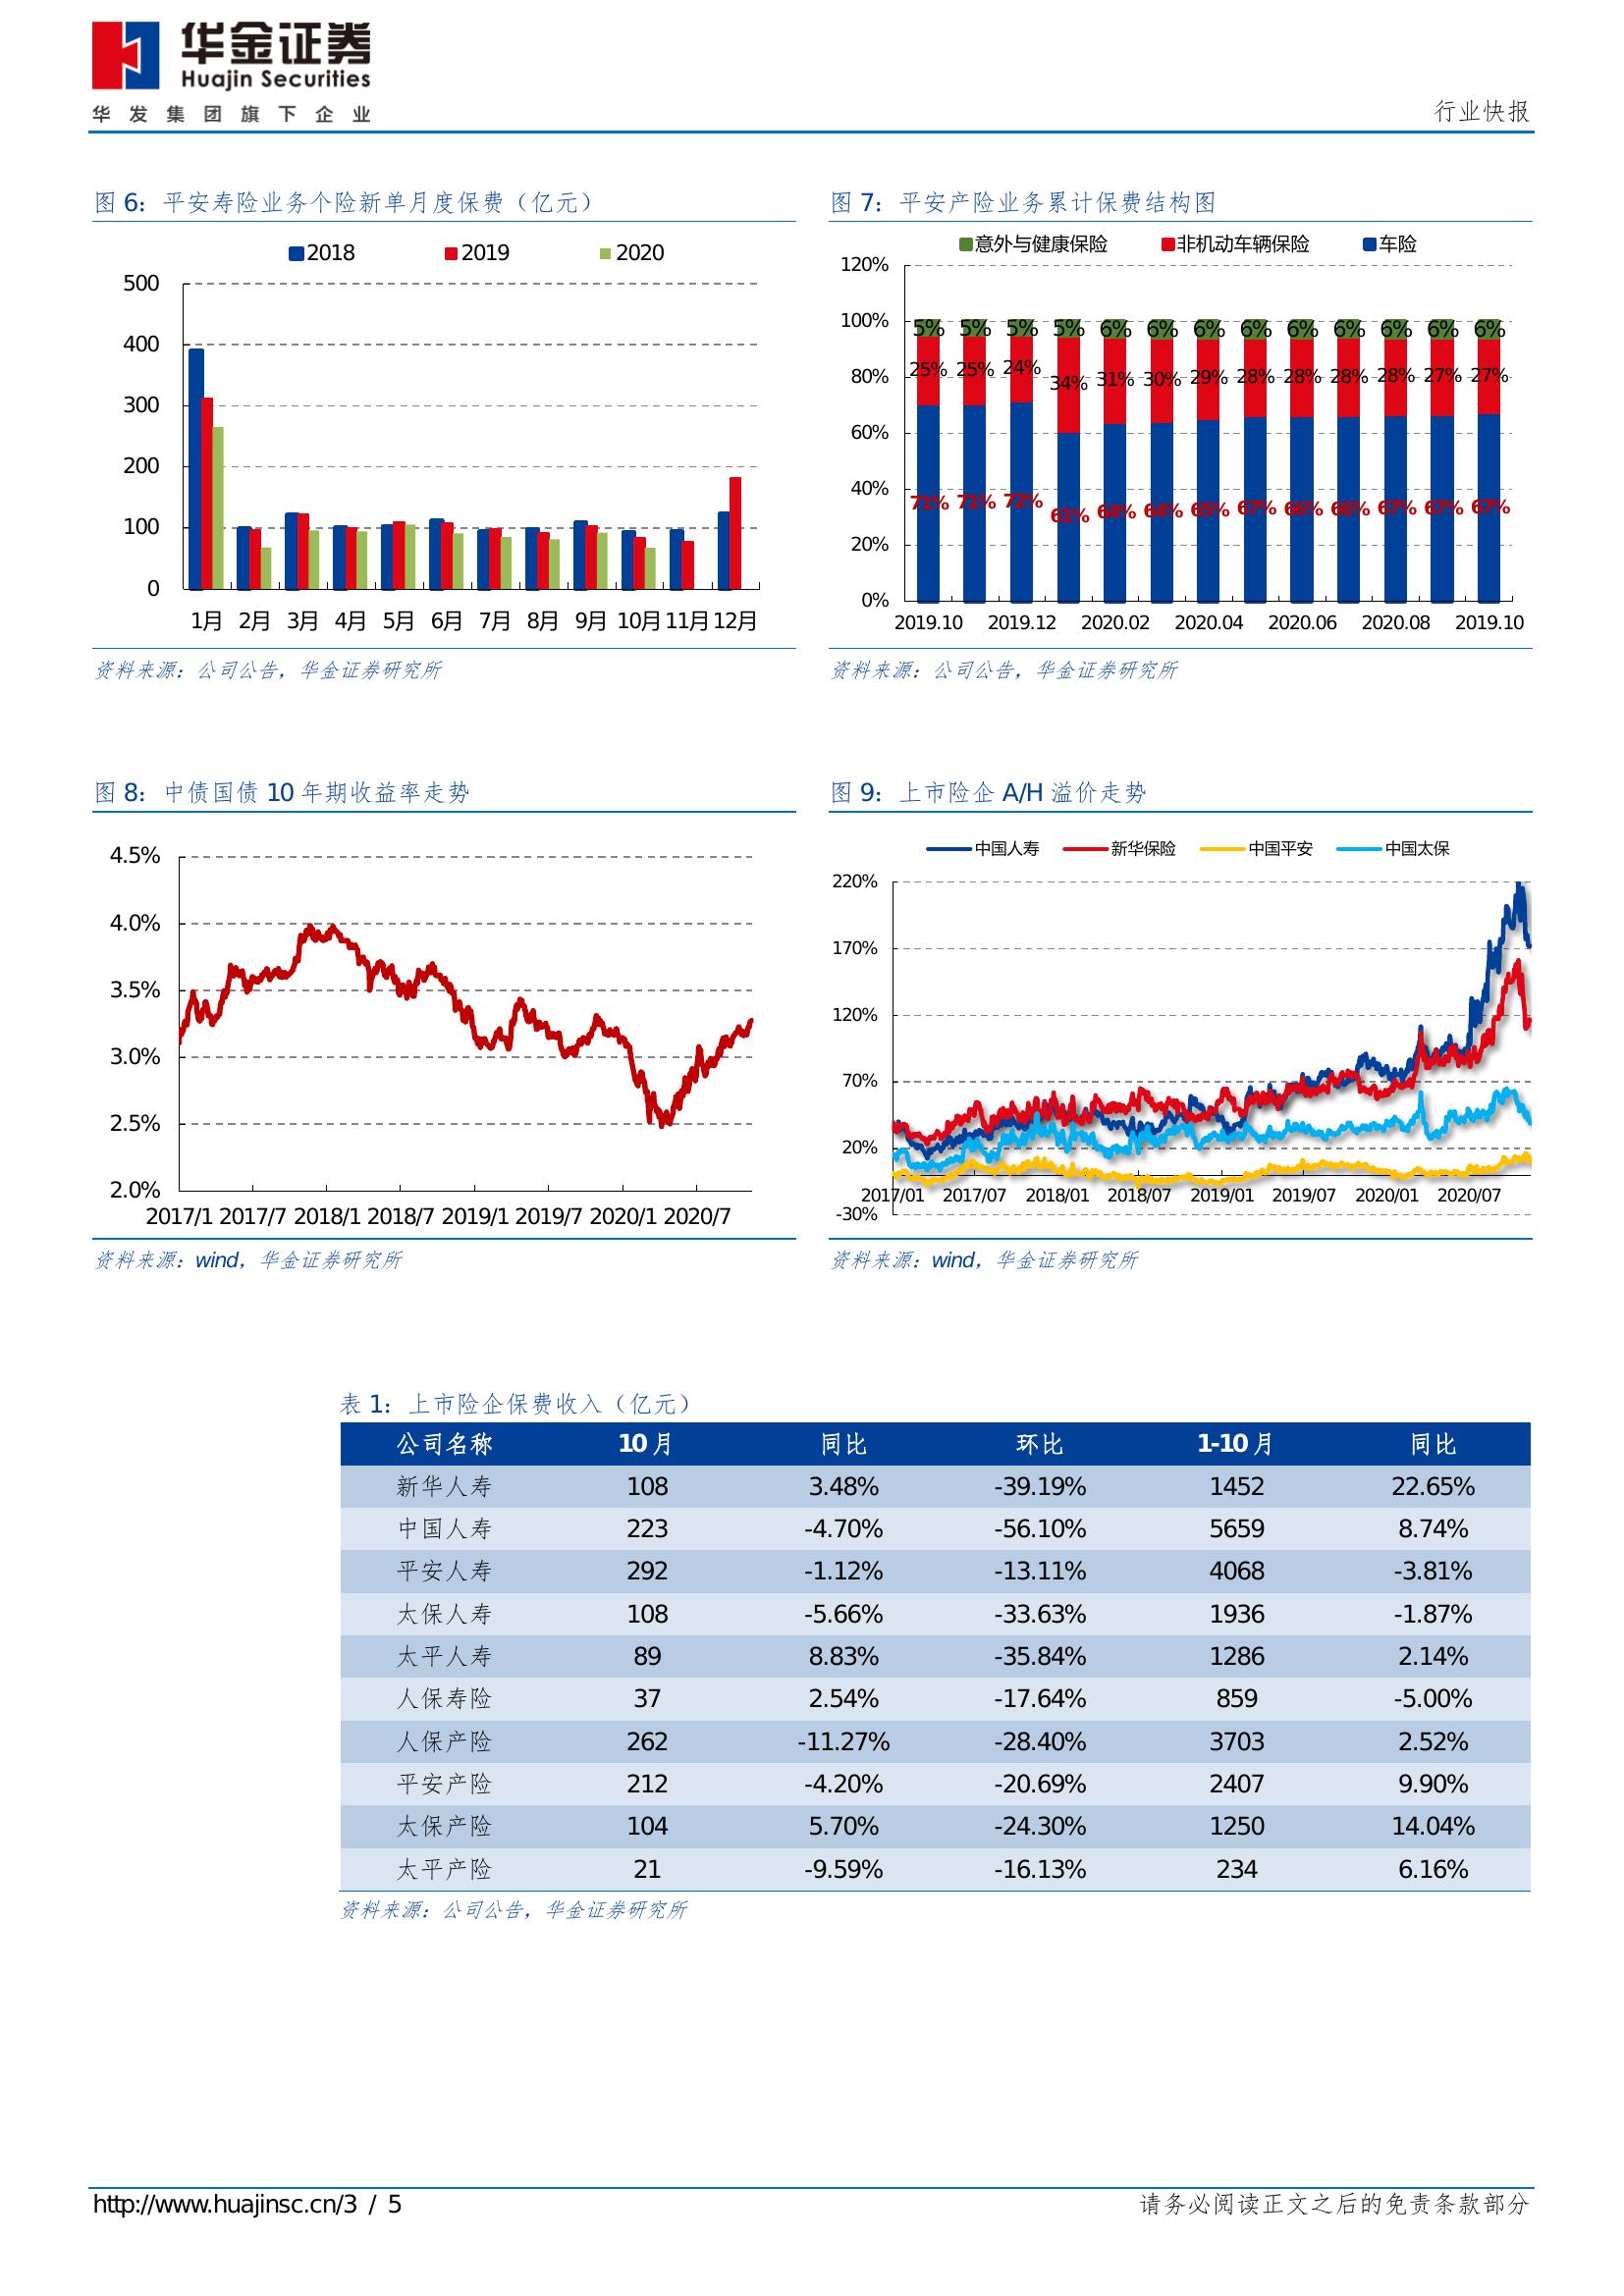 华金证券
Huajin Securities
华发集团旗下企业
行业快报
图 6：平安寿险业务个险新单月度保费（亿元）
2018 2019 2020
500
400
300
200
100
0
1月 2月 3月 4月 5月 6月 7月 8月 9月 10月 11月 12月
资料来源：公司公告，华金证券研究所
图 7：平安产险业务累计保费结构图
意外与健康保险 非机动车辆保险 车险
120%
100%
80%
60%
40%
20%
0%
5% 5% 5% 5% 6% 6% 6% 6% 6% 6% 6% 6% 6%
25% 25% 24% 34% 31% 30% 29% 28% 28% 28% 28% 27% 27%
71% 71% 72% 61% 64% 64% 65% 67% 66% 66% 67% 67% 67%
2019.10 2019.12 2020.02 2020.04 2020.06 2020.08 2019.10
资料来源：公司公告，华金证券研究所
图 8：中债国债 10 年期收益率走势
4.5%
4.0%
3.5%
3.0%
2.5%
2.0%
2017/1 2017/7 2018/1 2018/7 2019/1 2019/7 2020/1 2020/7
资料来源：wind，华金证券研究所
图 9：上市险企 A/H 溢价走势
中国人寿 新华保险 中国平安 中国太保
220%
170%
120%
70%
20%
-30%
2017/01 2017/07 2018/01 2018/07 2019/01 2019/07 2020/01 2020/07
资料来源：wind，华金证券研究所
表 1：上市险企保费收入（亿元）
公司名称 10 月 同比 环比 1-10 月 同比
新华人寿 108 3.48% -39.19% 1452 22.65%
中国人寿 223 -4.70% -56.10% 5659 8.74%
平安人寿 292 -1.12% -13.11% 4068 -3.81%
太保人寿 108 -5.66% -33.63% 1936 -1.87%
太平人寿 89 8.83% -35.84% 1286 2.14%
人保寿险 37 2.54% -17.64% 859 -5.00%
人保产险 262 -11.27% -28.40% 3703 2.52%
平安产险 212 -4.20% -20.69% 2407 9.90%
太保产险 104 5.70% -24.30% 1250 14.04%
太平产险 21 -9.59% -16.13% 234 6.16%
资料来源：公司公告，华金证券研究所
http://www.huajinsc.cn/3 / 5
请务必阅读正文之后的免责条款部分